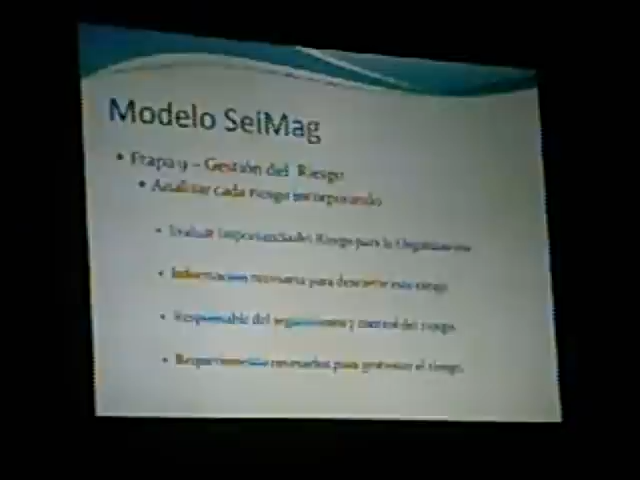 Modelo SeiMag
• Etapa 9 – Gestión del Riesgo
• Analizar cada riesgo incorporando
• Evaluar Importancia del Riesgo para la Organización
• Información necesaria para este riesgo
• Responsable del seguimiento y control del riesgo
• Requerimientos necesarios para gestionar el riesgo.